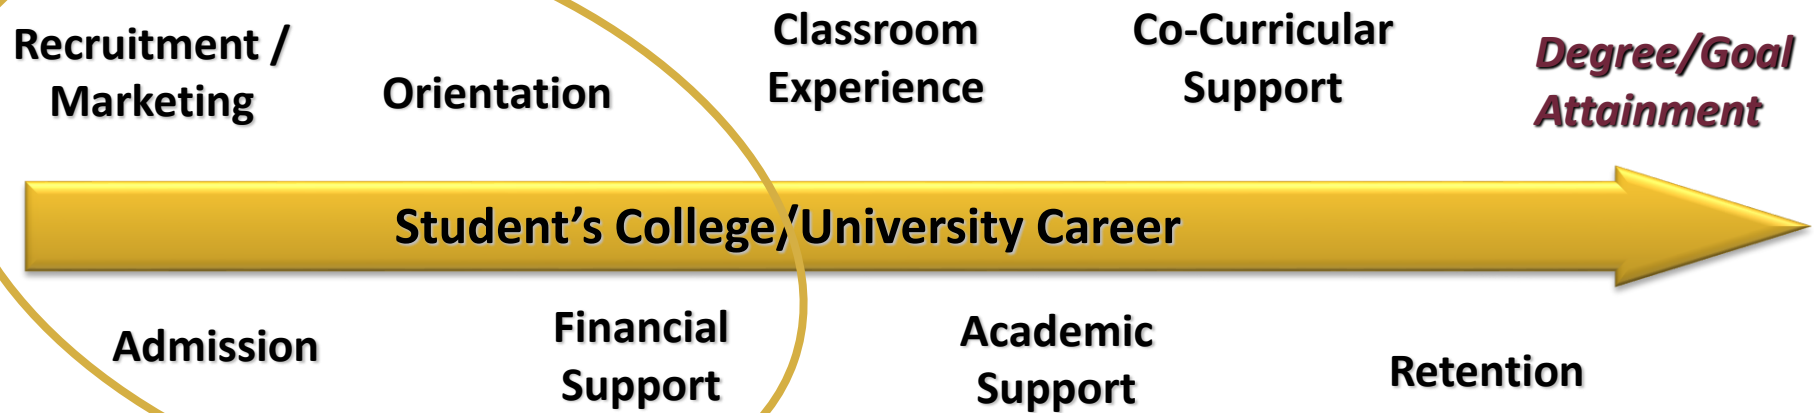 Recruitment /
Marketing
Orientation
Classroom
Experience
Co-Curricular
Support
Degree/Goal
Attainment
Student’s College/University Career
Admission
Financial
Support
Academic
Support
Retention